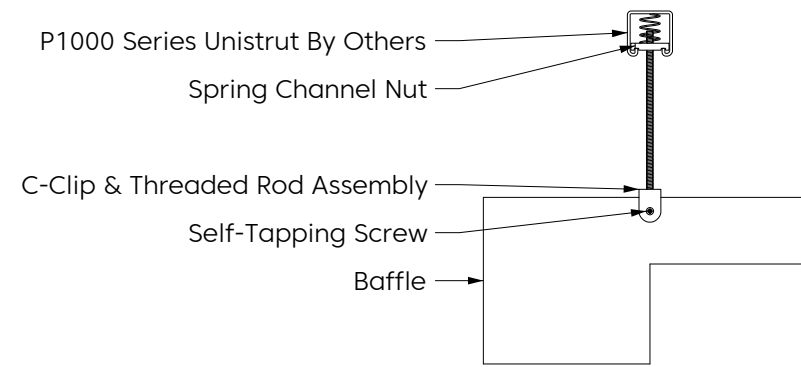 P1000 Series Unistrut By Others
Spring Channel Nut
C-Clip & Threaded Rod Assembly
Self-Tapping Screw
Baffle